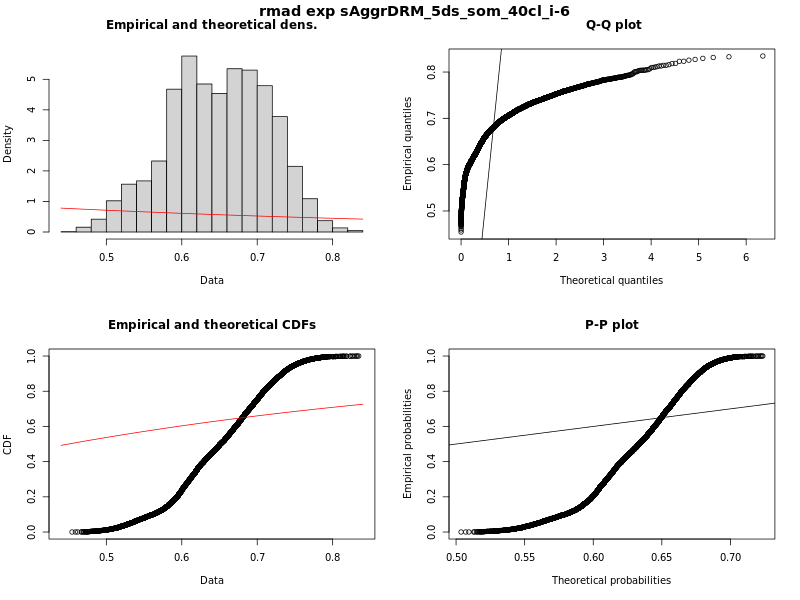 rmad exp sAggrDRM_5ds_som_40cl_i-6
Empirical and theoretical dens.
Density
0 1 2 3 4 5
0.5 0.6 0.7 0.8
Data
Q-Q plot
Empirical quantiles
0.5 0.6 0.7 0.8
0 1 2 3 4 5 6
Theoretical quantiles
Empirical and theoretical CDFs
CDF
0.0 0.2 0.4 0.6 0.8 1.0
0.5 0.6 0.7 0.8
Data
P-P plot
Empirical probabilities
0.0 0.2 0.4 0.6 0.8 1.0
0.50 0.55 0.60 0.65 0.70
Theoretical probabilities